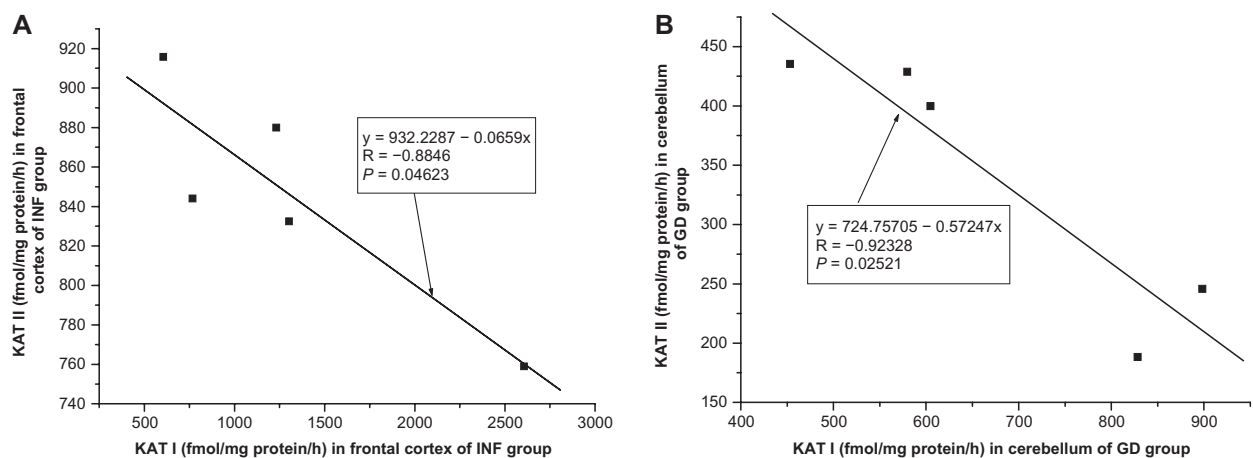 A
KAT II (fmol/mg protein/h) in frontal
cortex of INF group
920
900
880
860
840
820
800
780
760
740
y = 932.2287 − 0.0659x
R = −0.8846
P = 0.04623
500
1000
1500
2000
2500
3000
KAT I (fmol/mg protein/h) in frontal cortex of INF group
B
KAT II (fmol/mg protein/h) in cerebellum
of GD group
450
400
350
300
250
200
150
y = 724.75705 − 0.57247x
R = −0.92328
P = 0.02521
400
500
600
700
800
900
KAT I (fmol/mg protein/h) in cerebellum of GD group